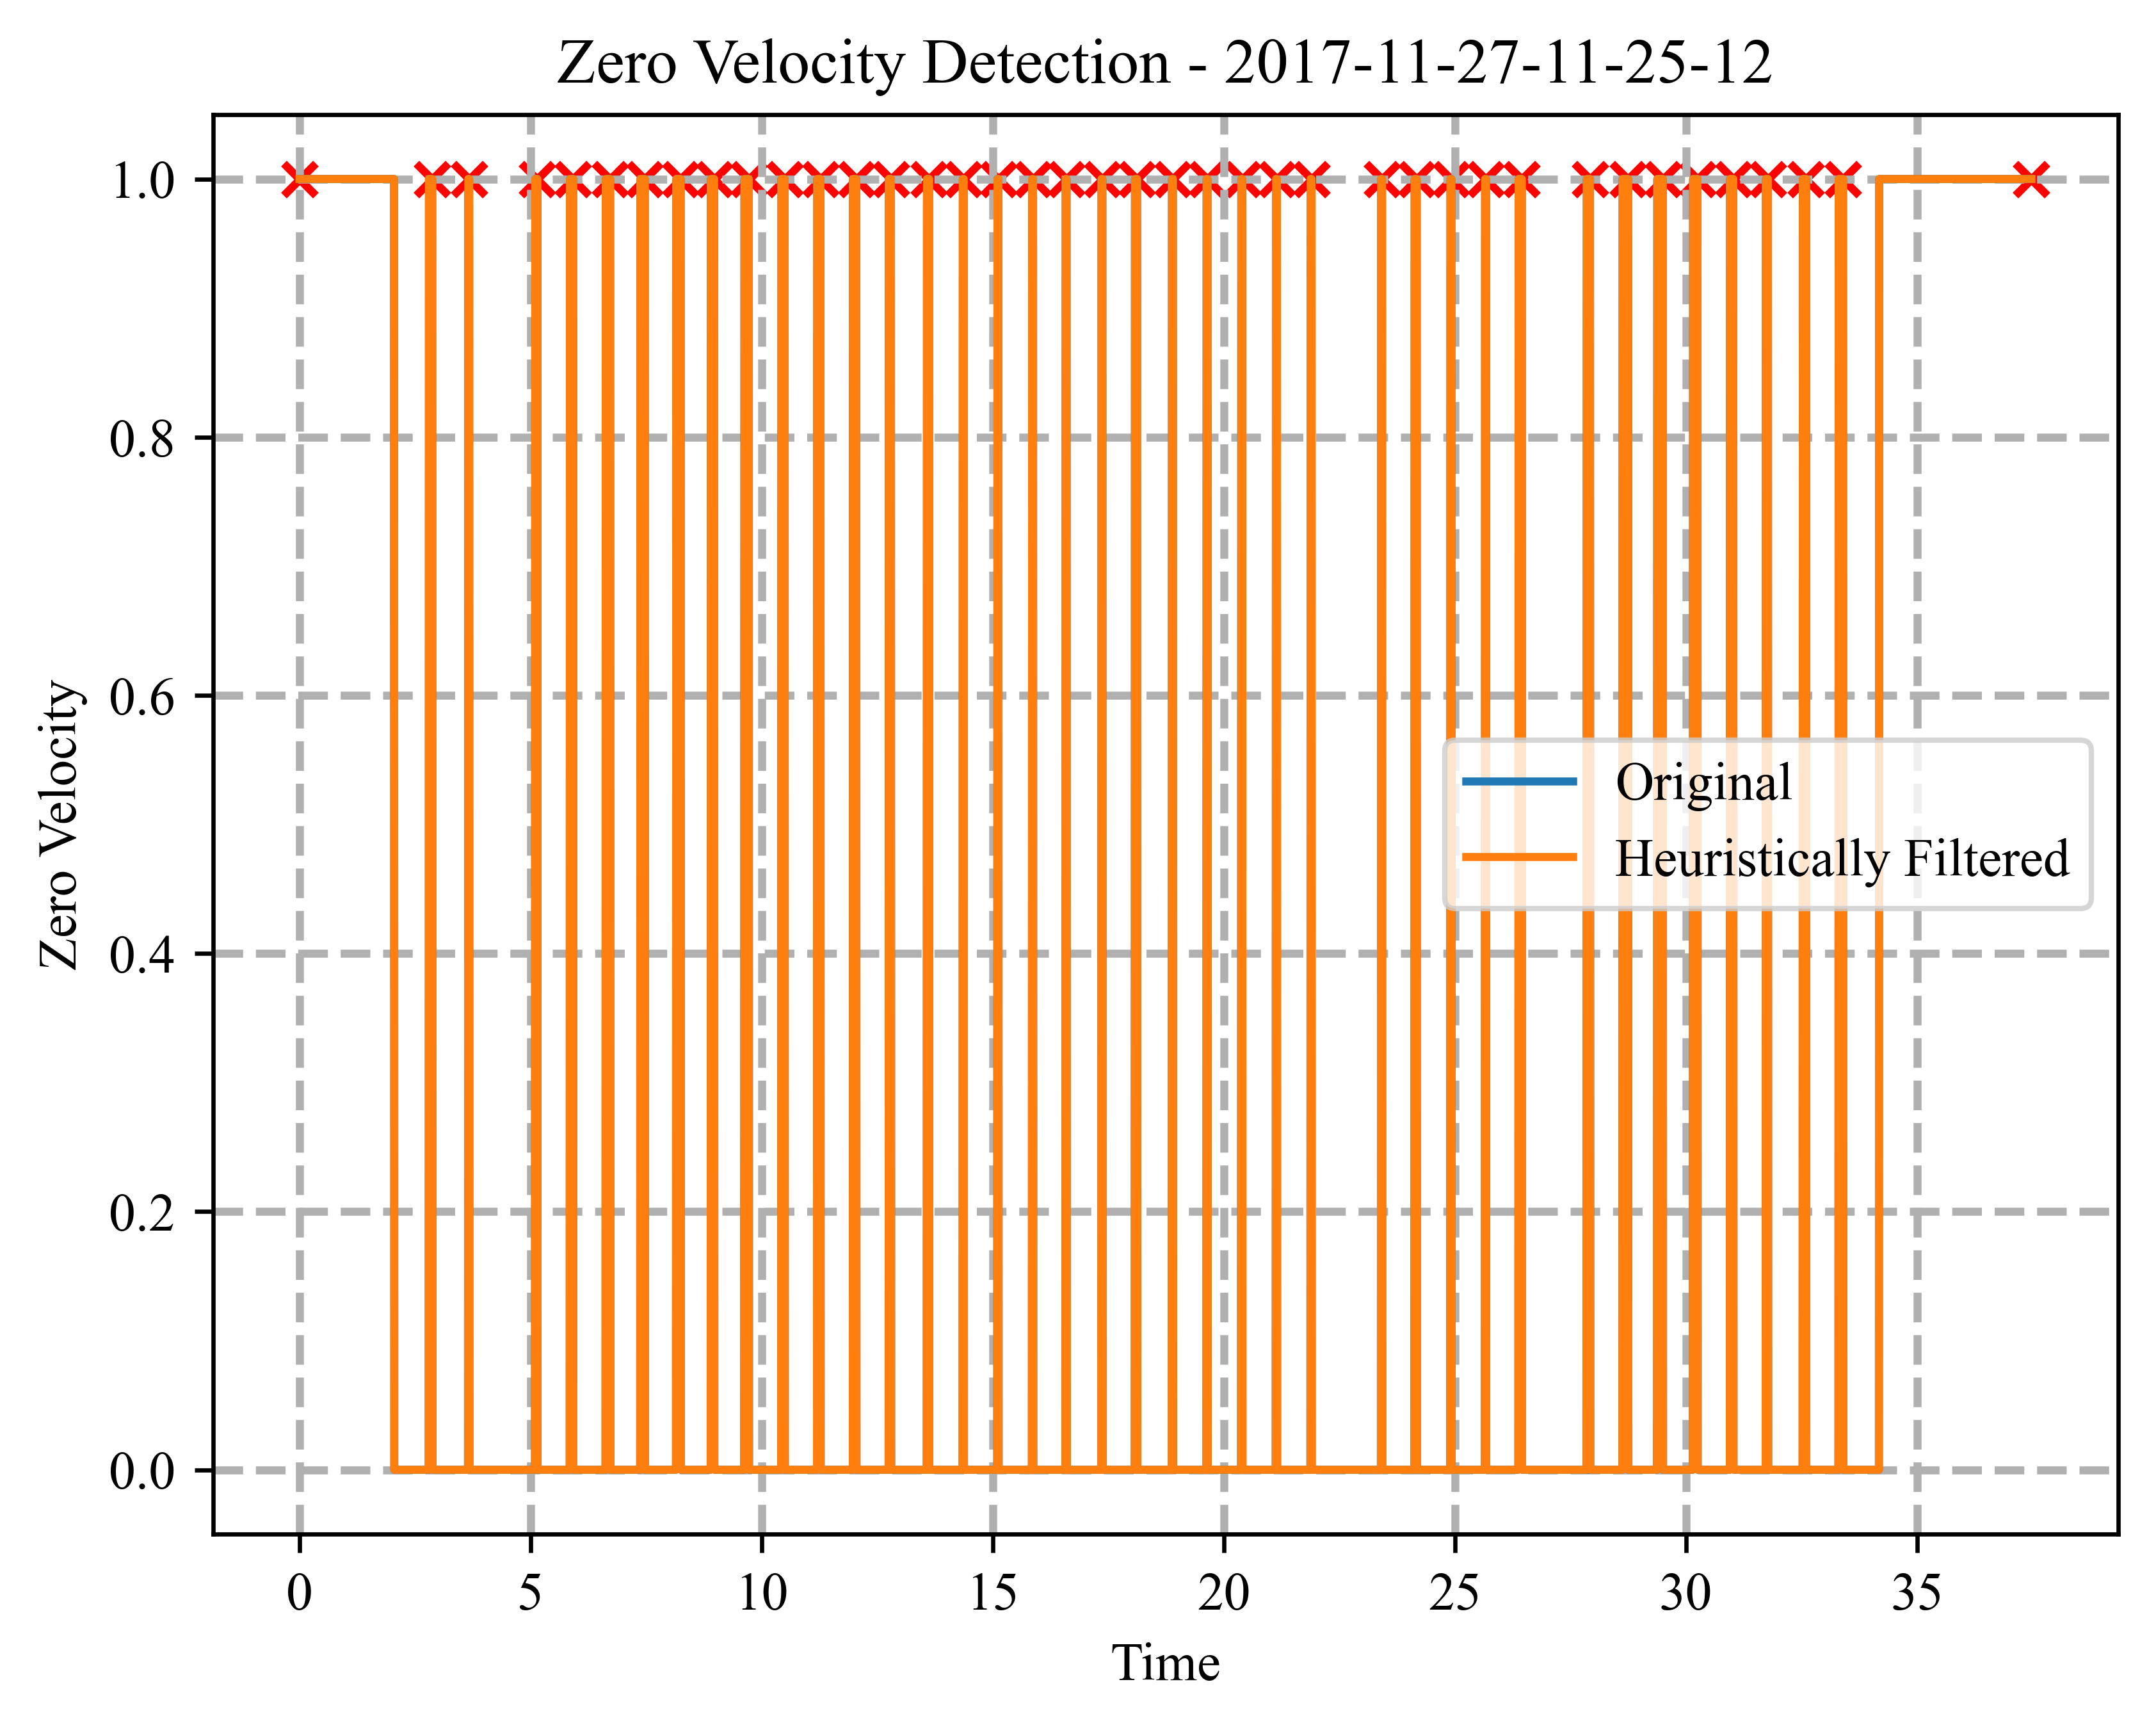 Zero Velocity Detection - 2017-11-27-11-25-12
1.0
0.8
0.6
0.4
0.2
0.0
Zero Velocity
Original
Heuristically Filtered
0 5 10 15 20 25 30 35
Time